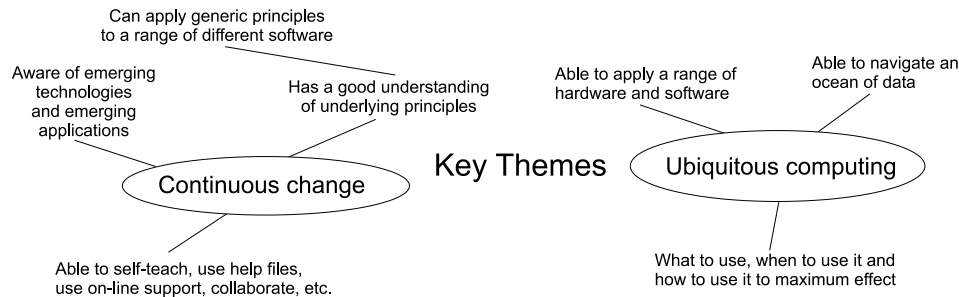 Can apply generic principles
to a range of different software
Aware of emerging
technologies
and emerging
applications
Has a good understanding
of underlying principles
Continuous change
Able to self-teach, use help files,
use on-line support, collaborate, etc.
Key Themes
Able to apply a range of
hardware and software
Able to navigate an
ocean of data
Ubiquitous computing
What to use, when to use it and
how to use it to maximum effect